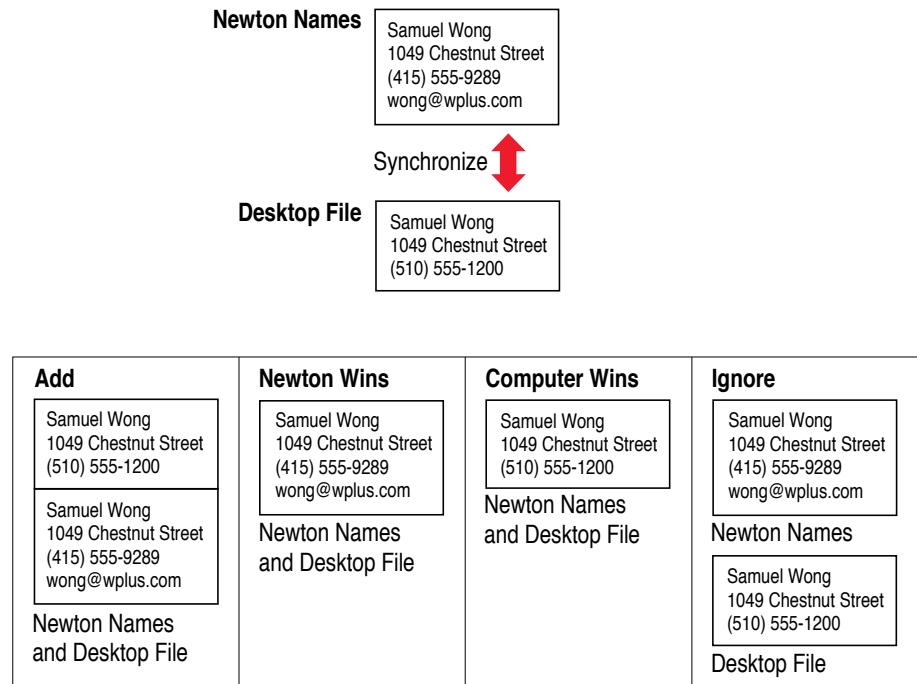 Newton Names
Samuel Wong
1049 Chestnut Street
(415) 555-9289
wong@wplus.com
Synchronize
Desktop File
Samuel Wong
1049 Chestnut Street
(510) 555-1200
Add
Samuel Wong
1049 Chestnut Street
(510) 555-1200
Samuel Wong
1049 Chestnut Street
(415) 555-9289
wong@wplus.com
Newton Names
and Desktop File
Newton Wins
Samuel Wong
1049 Chestnut Street
(415) 555-9289
wong@wplus.com
Newton Names
and Desktop File
Computer Wins
Samuel Wong
1049 Chestnut Street
(510) 555-1200
Newton Names
and Desktop File
Ignore
Samuel Wong
1049 Chestnut Street
(415) 555-9289
wong@wplus.com
Newton Names
Samuel Wong
1049 Chestnut Street
(510) 555-1200
Desktop File